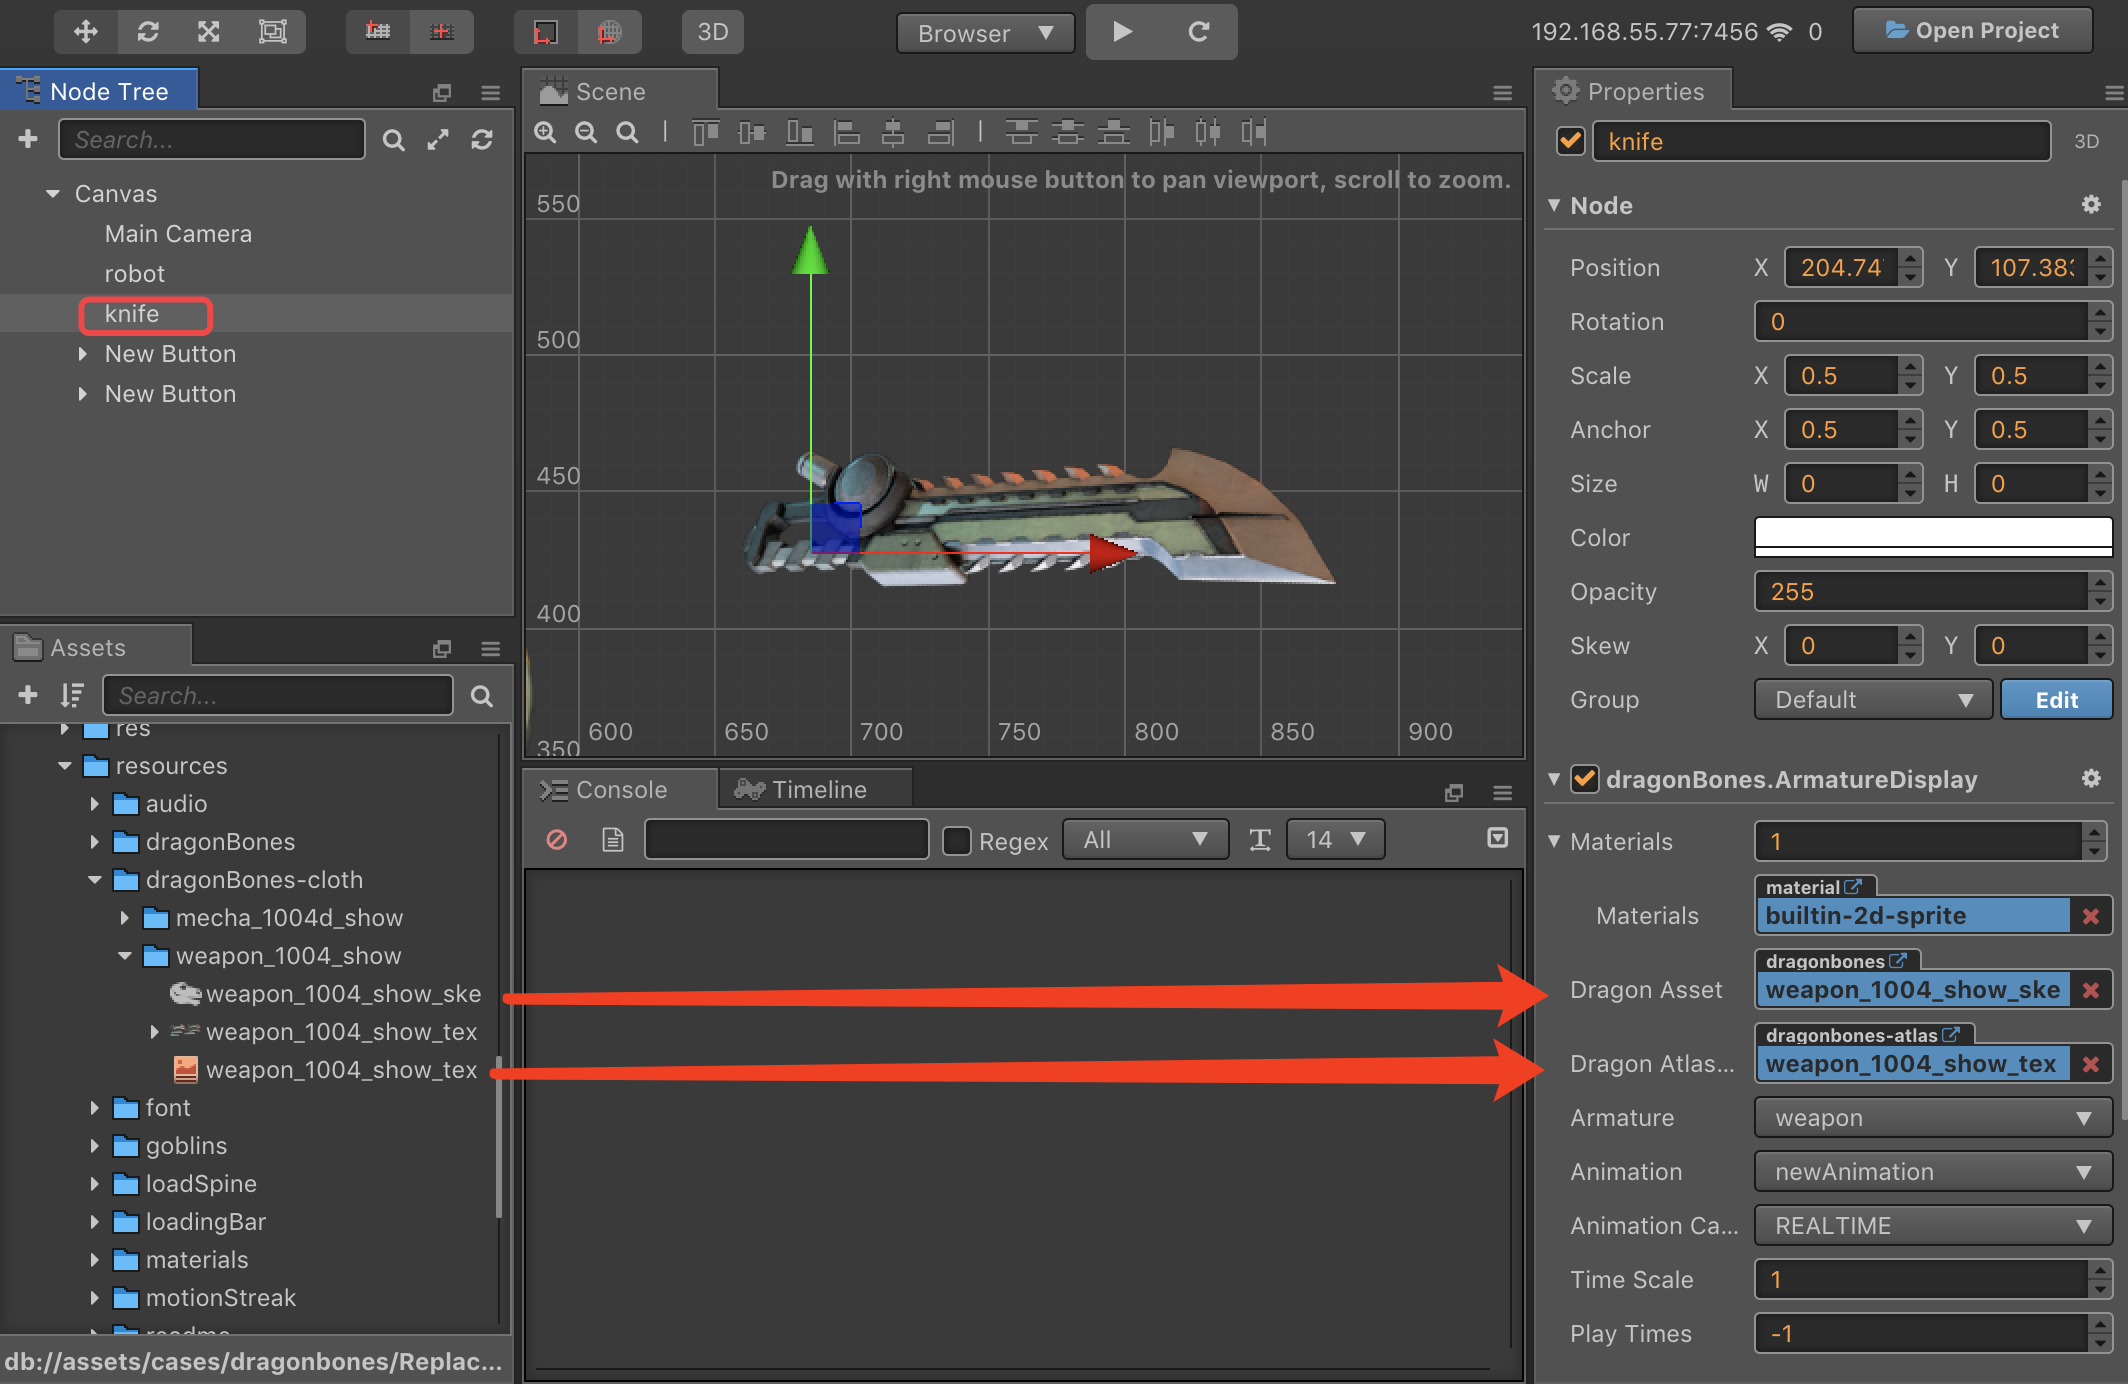 3D
Browser
192.168.55.77:7456
0
Open Project
Node Tree
Search...
Canvas
Main Camera
robot
knife
New Button
New Button
Assets
Search...
res
resources
audio
dragonBones
dragonBones-cloth
mecha_1004d_show
weapon_1004_show
weapon_1004_show_ske
weapon_1004_show_tex
weapon_1004_show_tex
font
goblins
loadSpine
loadingBar
materials
motionStreak
readme
db://assets/cases/dragonbones/Replac...
Scene
Drag with right mouse button to pan viewport, scroll to zoom.
550
500
450
400
350
600 650 700 750 800 850 900
Console
Timeline
Regex
All
14
Properties
knife
3D
Node
Position X 204.74 Y 107.38
Rotation 0
Scale X 0.5 Y 0.5
Anchor X 0.5 Y 0.5
Size W 0 H 0
Color
Opacity 255
Skew X 0 Y 0
Group Default Edit
dragonBones.ArmatureDisplay
Materials 1
material
Materials builtin-2d-sprite
dragonbones
Dragon Asset weapon_1004_show_ske
dragonbones-atlas
Dragon Atlas... weapon_1004_show_tex
Armature weapon
Animation newAnimation
Animation Ca... REALTIME
Time Scale 1
Play Times -1